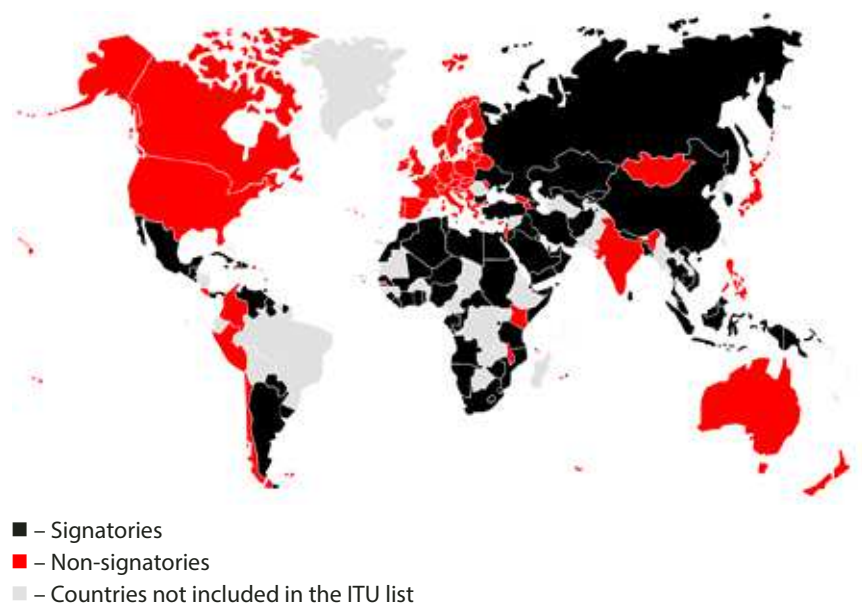 – Signatories
– Non-signatories
– Countries not included in the ITU list